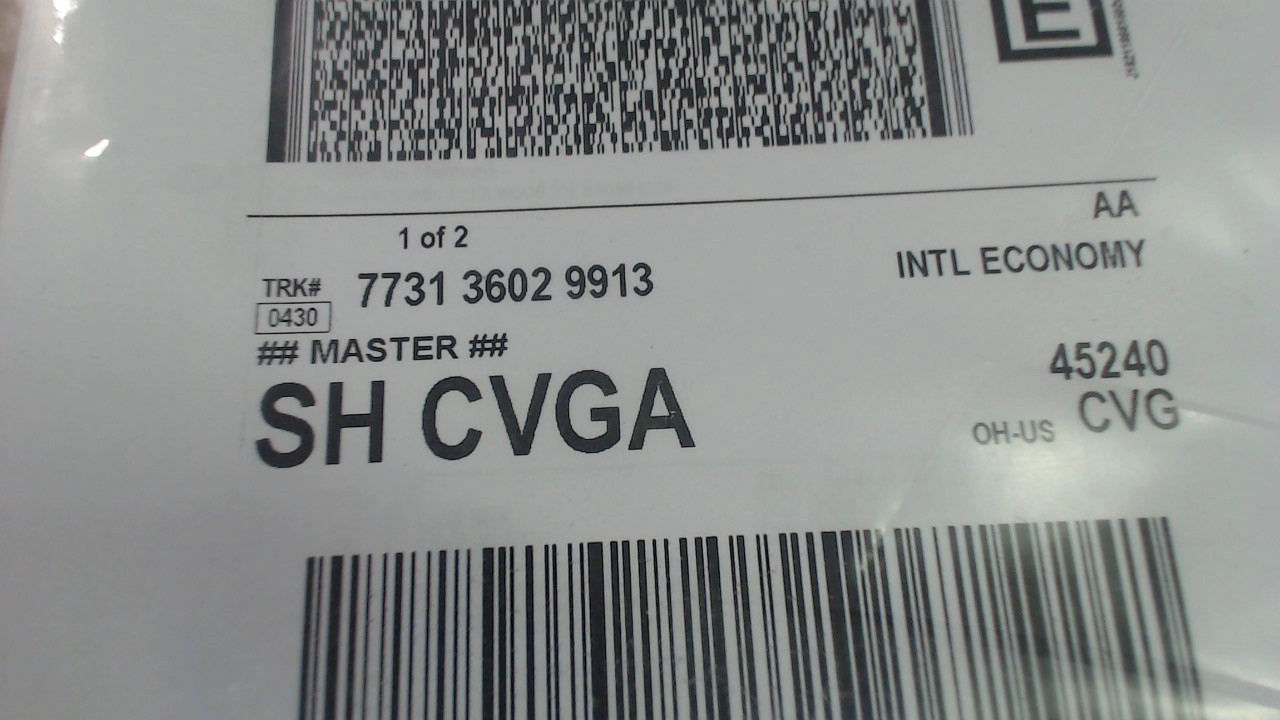 E
AA
1 of 2
INTL ECONOMY
TRK#
7731 3602 9913
0430
## MASTER ##
45240
SH CVGA
OH-US CVG